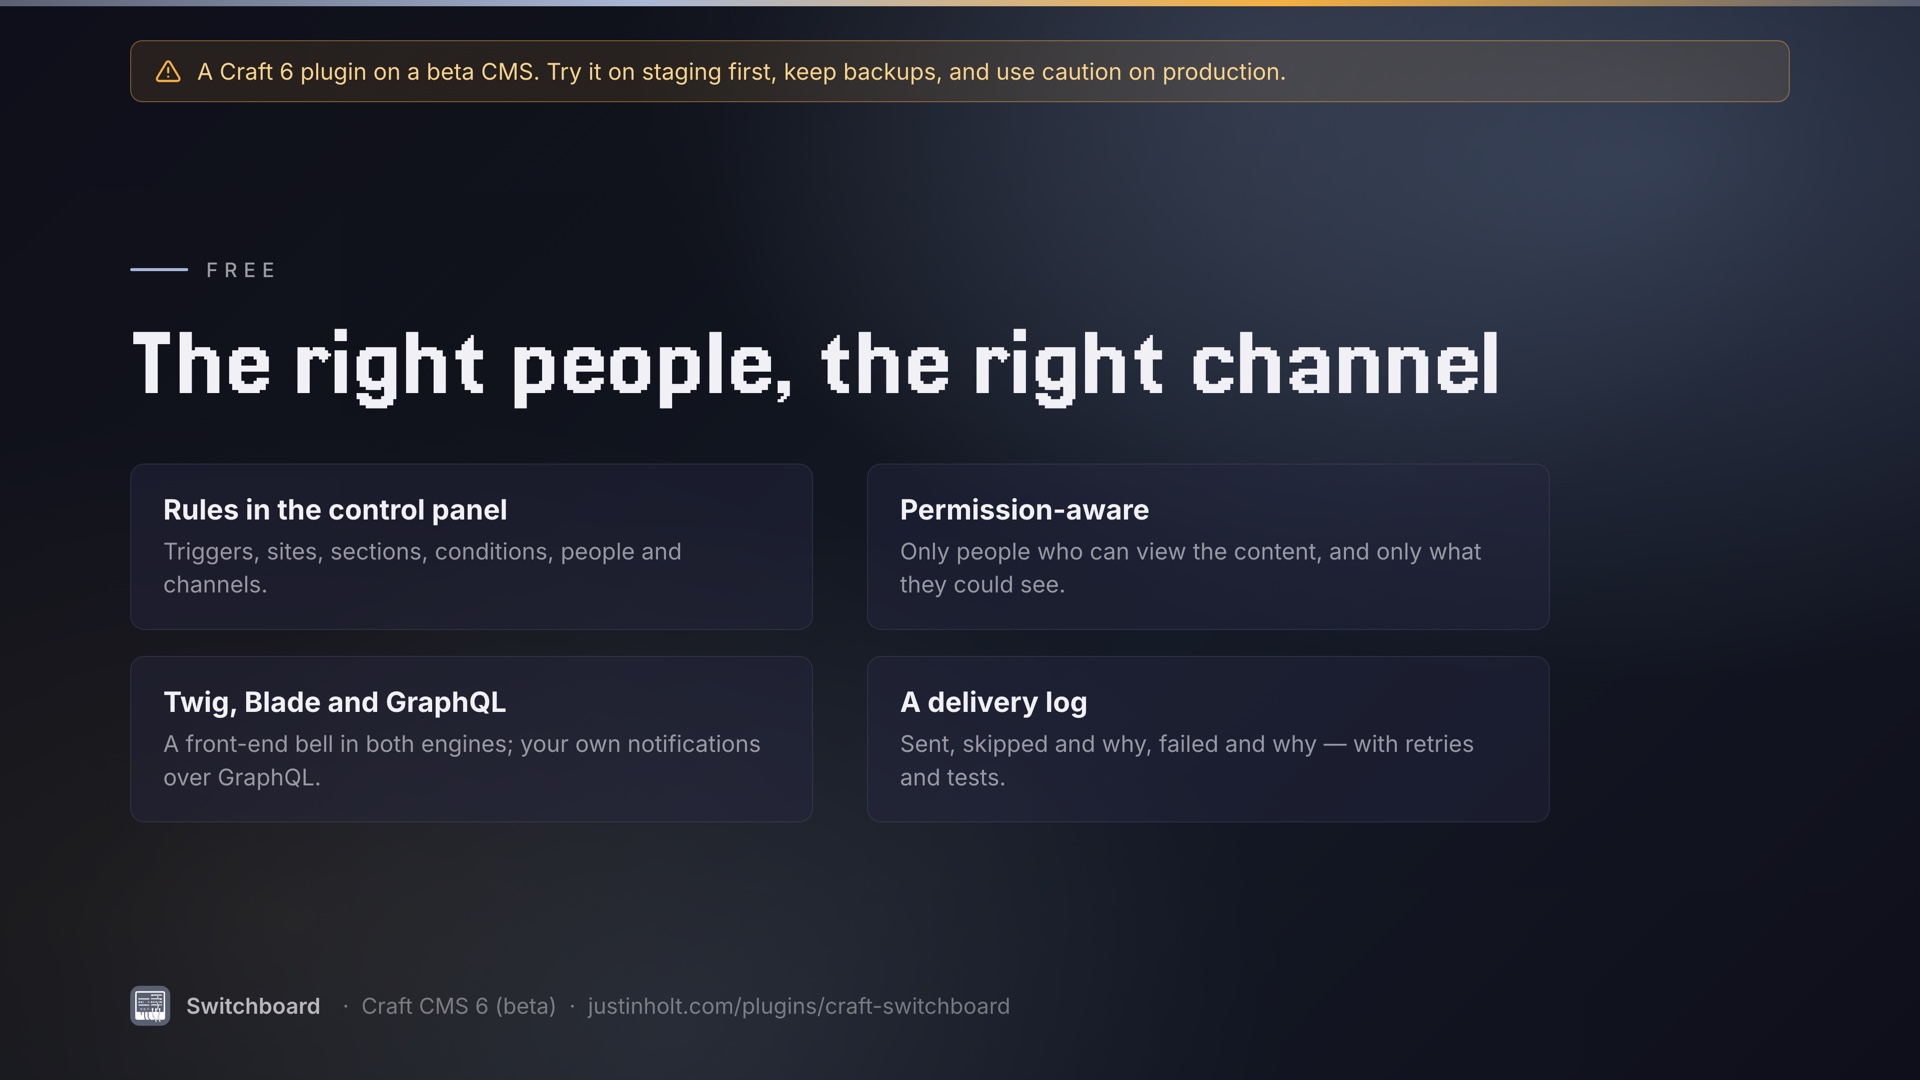 A Craft 6 plugin on a beta CMS. Try it on staging first, keep backups, and use caution on production.
FREE
The right people, the right channel
Rules in the control panel
Triggers, sites, sections, conditions, people and
channels.
Permission-aware
Only people who can view the content, and only what
they could see.
Twig, Blade and GraphQL
A front-end bell in both engines; your own notifications
over GraphQL.
A delivery log
Sent, skipped and why, failed and why — with retries
and tests.
Switchboard · Craft CMS 6 (beta) · justinholt.com/plugins/craft-switchboard